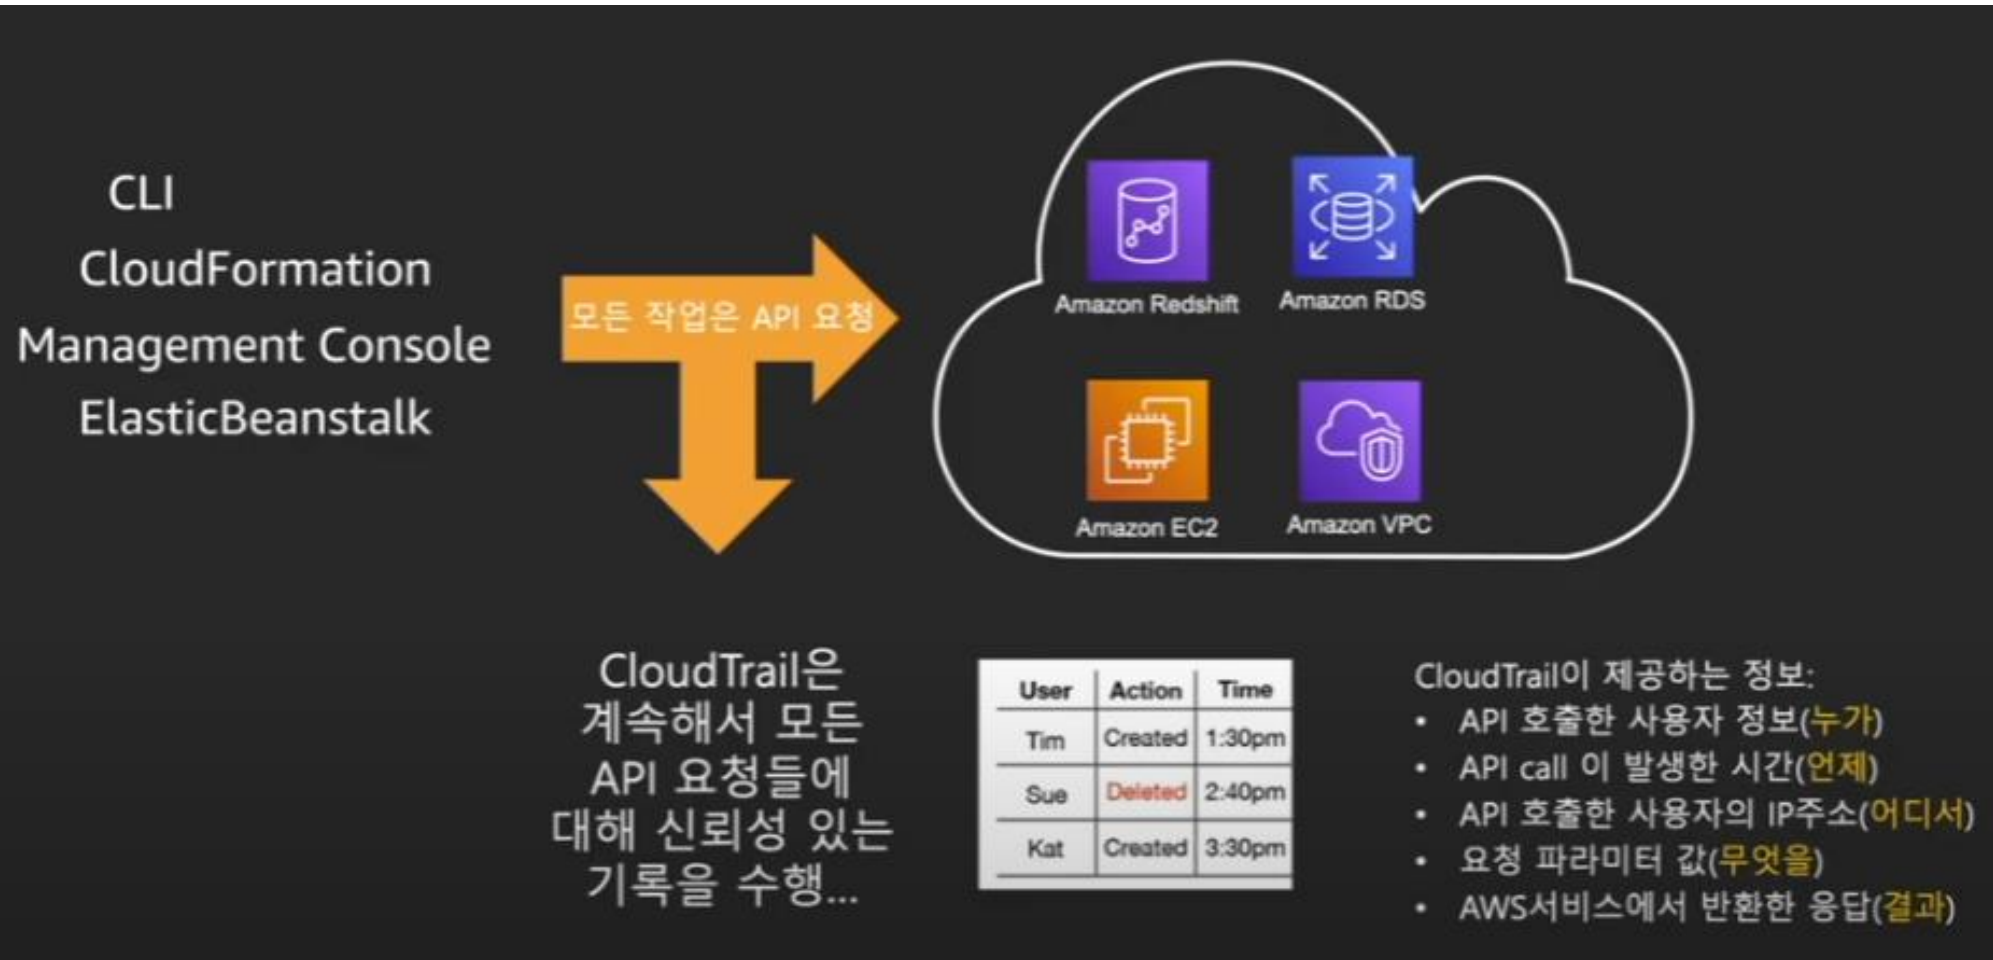 CLI
CloudFormation
Management Console
ElasticBeanstalk
모든 작업은 API 요청
Amazon Redshift
Amazon RDS
Amazon EC2
Amazon VPC
CloudTrail은
계속해서 모든
API 요청들에
대해 신뢰성 있는
기록을 수행...
User Action Time
Tim Created 1:30pm
Sue Deleted 2:40pm
Kat Created 3:30pm
CloudTrail이 제공하는 정보:
• API 호출한 사용자 정보(누가)
• API call 이 발생한 시간(언제)
• API 호출한 사용자의 IP주소(어디서)
• 요청 파라미터 값(무엇을)
• AWS서비스에서 반환한 응답(결과)